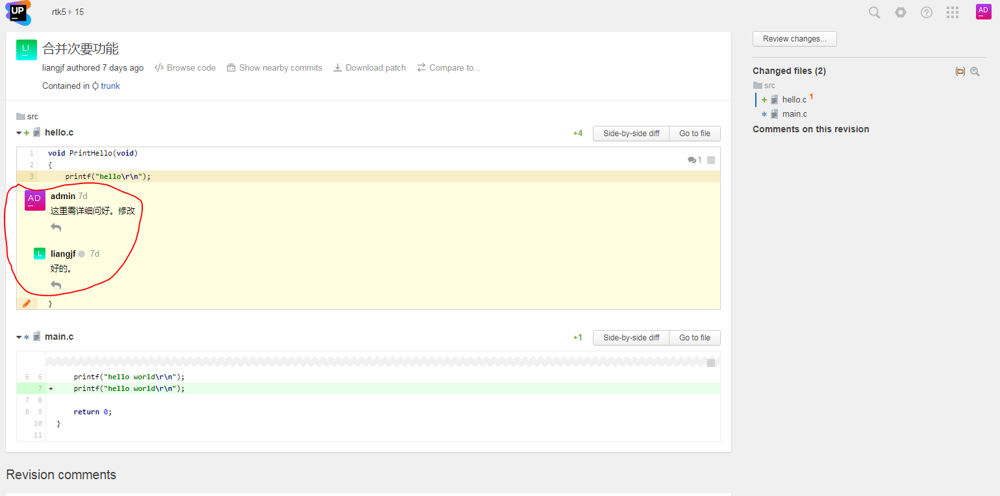 UP
rtk5 15
AD
LI
合并次要功能
liangjf authored 7 days ago Browse code Show nearby commits Download patch Compare to...
Contained in trunk
src
hello.c +4 Side-by-side diff Go to file
1 void PrintHello(void)
1
2 {
3 printf("hello\r\n");
AD admin 7d
这里需详细问好。修改
L liangjf 7d
好的。
}
main.c +1 Side-by-side diff Go to file
6 6 printf("hello world\r\n");
7 + printf("hello world\r\n");
7 8
8 9 return 0;
10 }
11
Revision comments
Review changes...
Changed files (2)
src
+ hello.c 1
* main.c
Comments on this revision